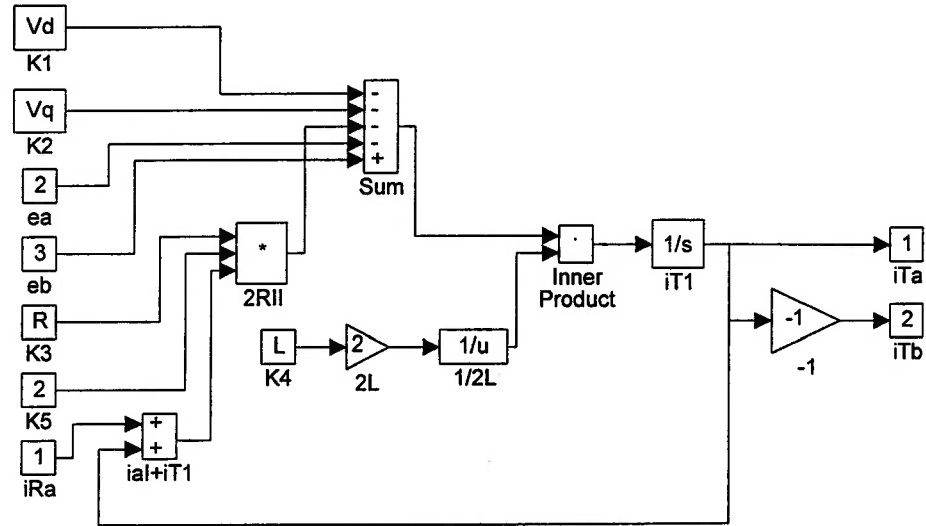 Vd
K1
Vq
K2
2
ea
3
eb
R
K3
2
K5
1
iRa
-
-
-
-
+
Sum
*
2RII
+
+
iaI+iT1
L
K4
2
2L
1/u
1/2L
.
Inner
Product
1/s
iT1
-1
-1
1
iTa
2
iTb